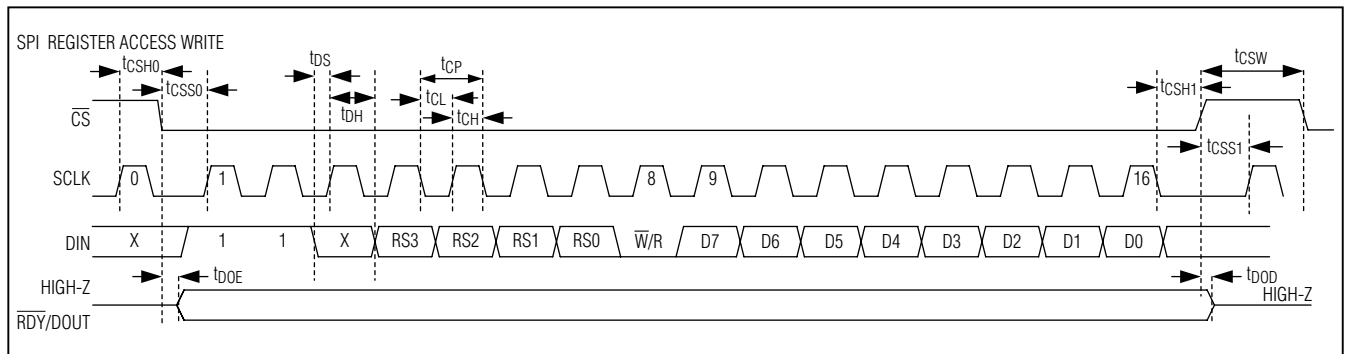 SPI REGISTER ACCESS WRITE
tCSH0
tDS
tCP
tCSW
tCSS0
tCL
tCSH1
tDH
tCH
CS
tCSS1
SCLK 0 1 8 9 16
DIN X 1 1 X RS3 RS2 RS1 RS0 W/R D7 D6 D5 D4 D3 D2 D1 D0
tDOE
tDOD
HIGH-Z
HIGH-Z
RDY/DOUT